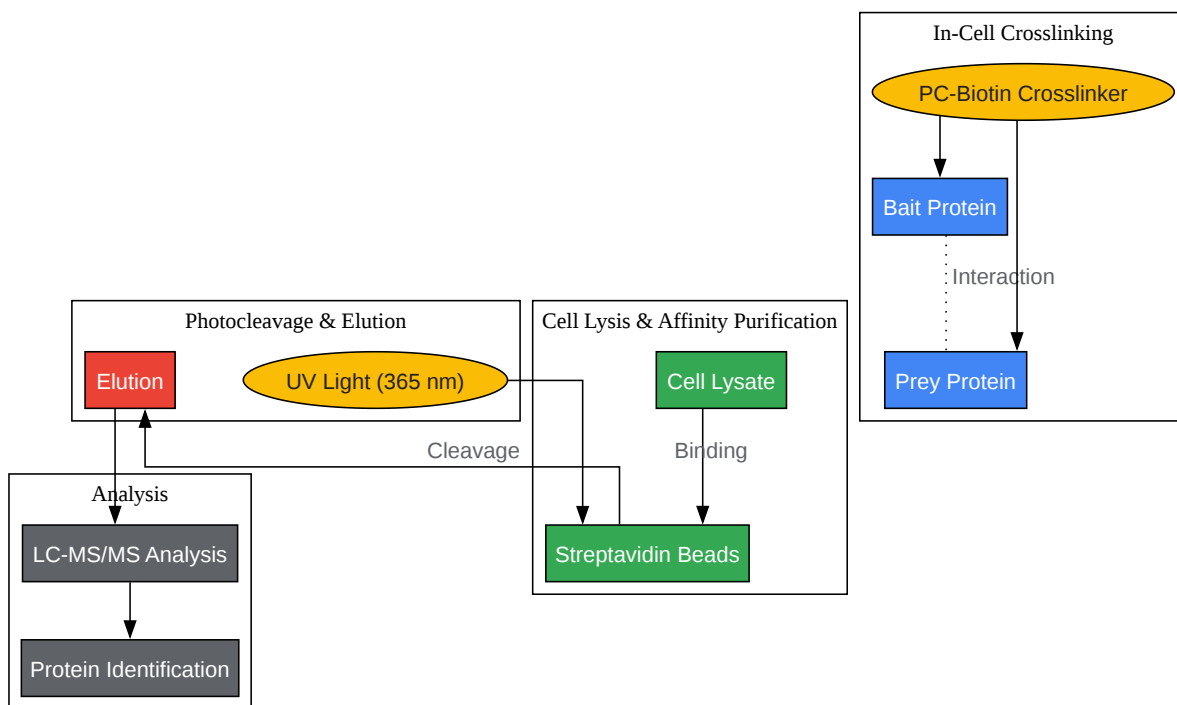 In-Cell Crosslinking
PC-Biotin Crosslinker
Bait Protein
Interaction
Prey Protein
Photocleavage & Elution
Elution
UV Light (365 nm)
Cell Lysis & Affinity Purification
Cell Lysate
Cleavage
Binding
Streptavidin Beads
Analysis
LC-MS/MS Analysis
Protein Identification